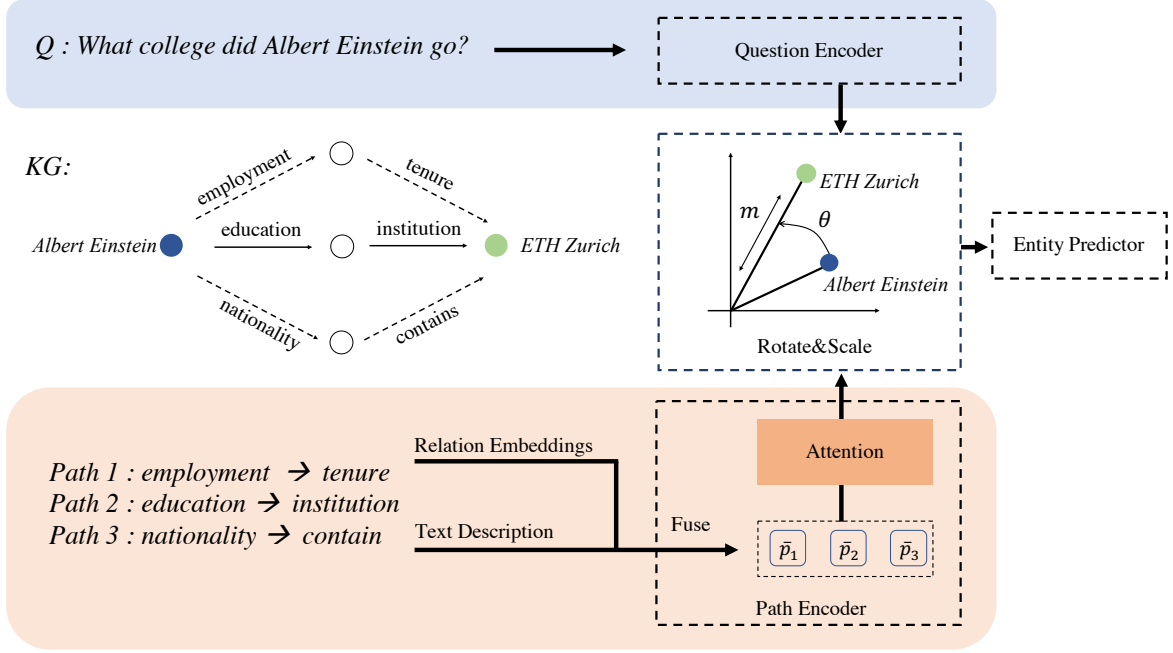 Q : What college did Albert Einstein go?
Question Encoder
KG:
employment
tenure
Albert Einstein
education
institution
ETH Zurich
nationality
contains
ETH Zurich
m
θ
Albert Einstein
Rotate&Scale
Entity Predictor
Path 1 : employment → tenure
Path 2 : education → institution
Path 3 : nationality → contain
Relation Embeddings
Text Description
Fuse
Attention
p̄₁ p̄₂ p̄₃
Path Encoder